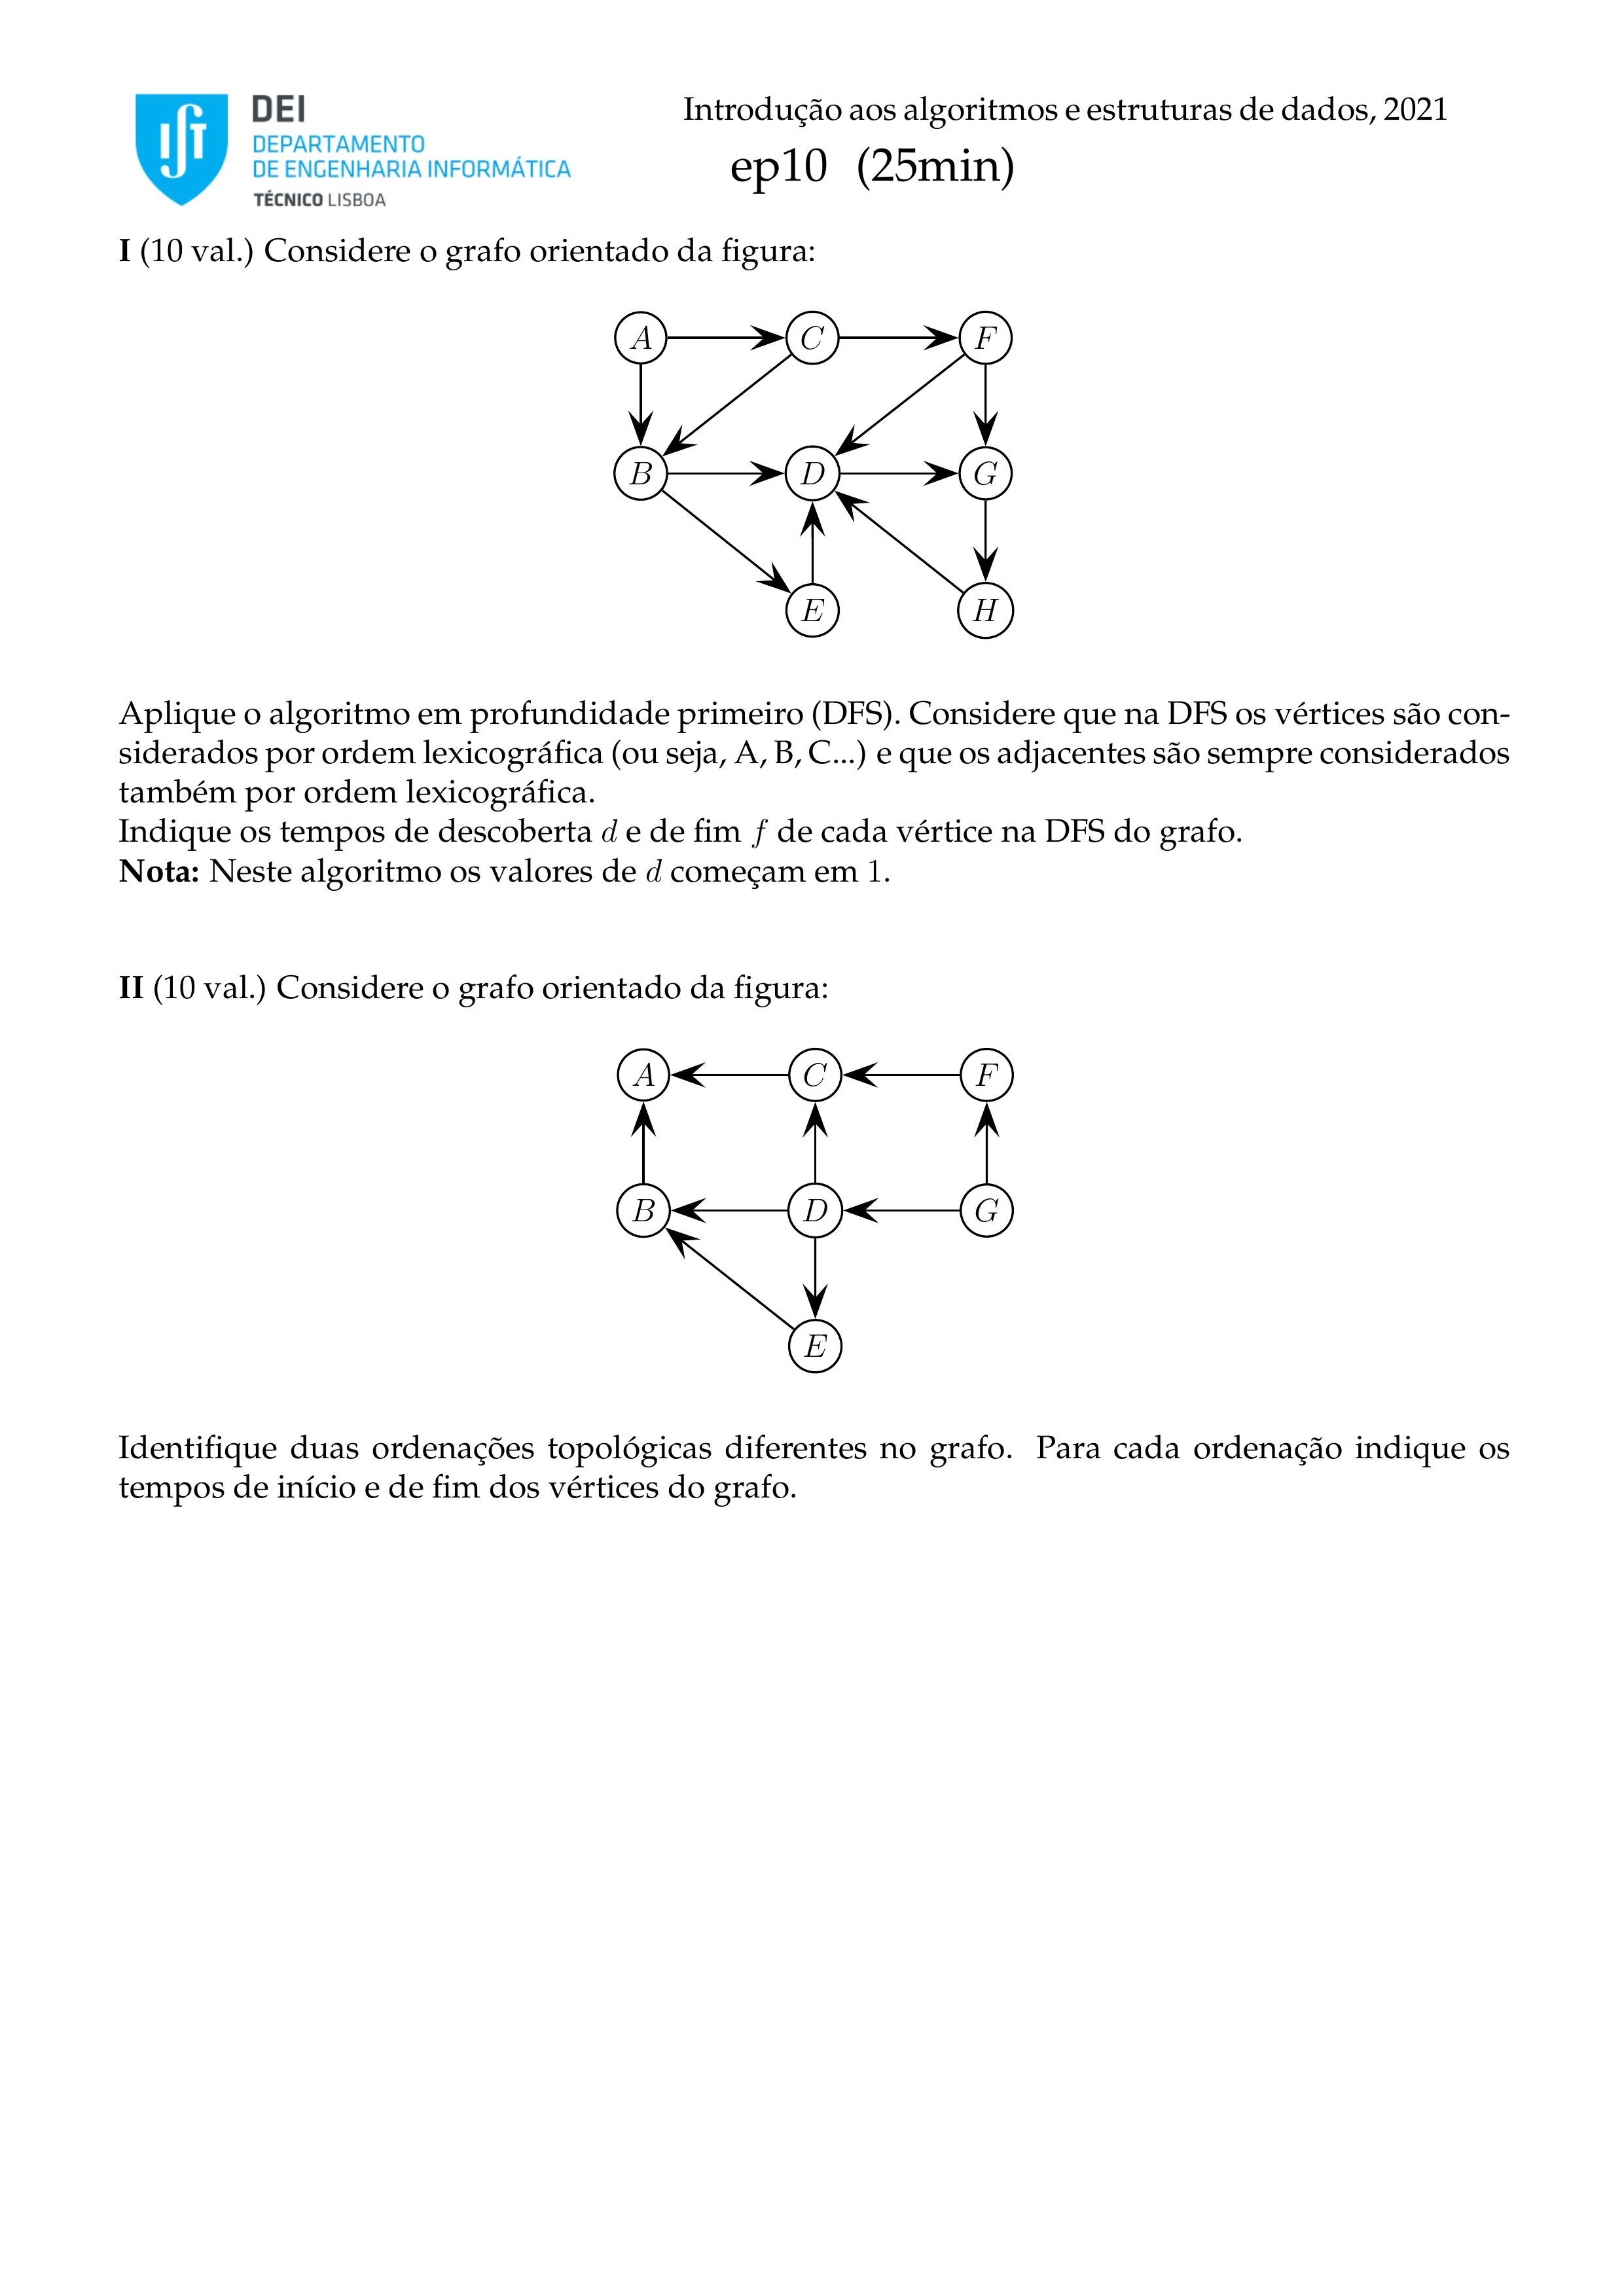 DEI
DEPARTAMENTO
DE ENGENHARIA INFORMÁTICA
TÉCNICO LISBOA
Introdução aos algoritmos e estruturas de dados, 2021
ep10 (25min)
I (10 val.) Considere o grafo orientado da figura:
A C F
B D G
E H
Aplique o algoritmo em profundidade primeiro (DFS). Considere que na DFS os vértices são con-
siderados por ordem lexicográfica (ou seja, A, B, C...) e que os adjacentes são sempre considerados
também por ordem lexicográfica.
Indique os tempos de descoberta d e de fim f de cada vértice na DFS do grafo.
Nota: Neste algoritmo os valores de d começam em 1.
II (10 val.) Considere o grafo orientado da figura:
A C F
B D G
E
Identifique duas ordenações topológicas diferentes no grafo. Para cada ordenação indique os
tempos de início e de fim dos vértices do grafo.